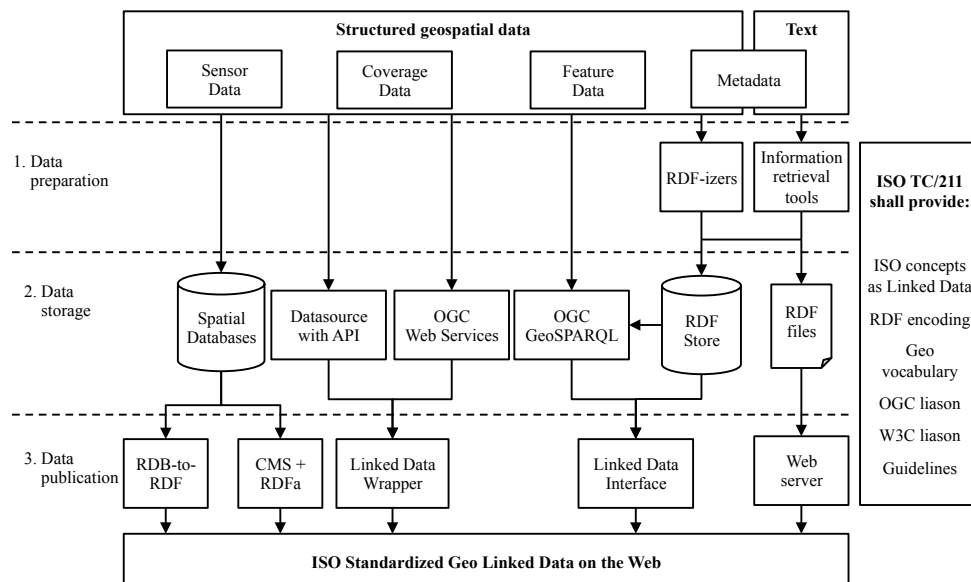 Structured geospatial data
Text
Sensor
Data
Coverage
Data
Feature
Data
Metadata
1. Data
preparation
RDF-izers
Information
retrieval
tools
ISO TC/211
shall provide:
ISO concepts
as Linked Data
RDF encoding
Geo
vocabulary
OGC liason
W3C liason
Guidelines
2. Data
storage
Spatial
Databases
Datasource
with API
OGC
Web Services
OGC
GeoSPARQL
RDF
Store
RDF
files
3. Data
publication
RDB-to-
RDF
CMS +
RDFa
Linked Data
Wrapper
Linked Data
Interface
Web
server
ISO Standardized Geo Linked Data on the Web